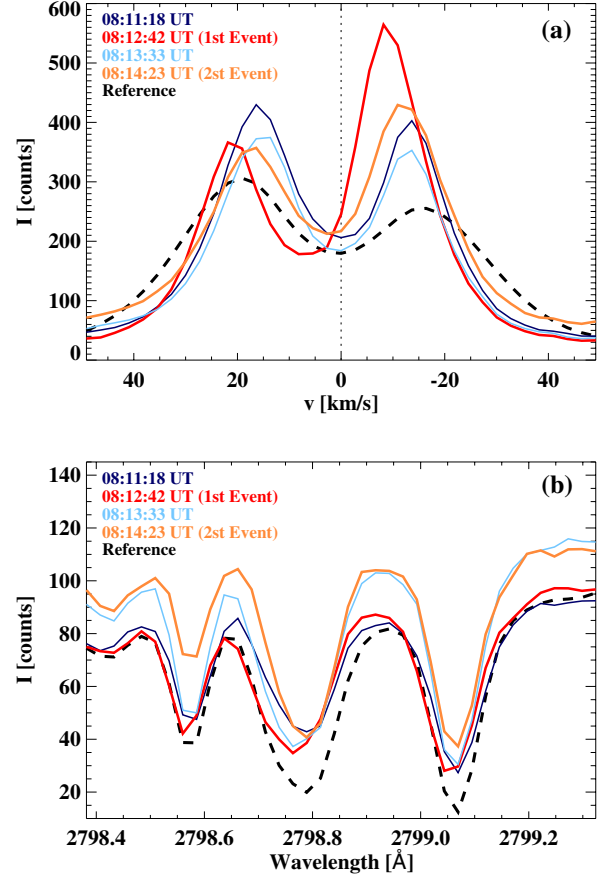 600
500
400
300
200
100
0
I [counts]
08:11:18 UT
08:12:42 UT (1st Event)
08:13:33 UT
08:14:23 UT (2st Event)
Reference
(a)
40 20 0 -20 -40
v [km/s]
140
120
100
80
60
40
20
I [counts]
08:11:18 UT
08:12:42 UT (1st Event)
08:13:33 UT
08:14:23 UT (2st Event)
Reference
(b)
2798.4 2798.6 2798.8 2799.0 2799.2
Wavelength [Å]